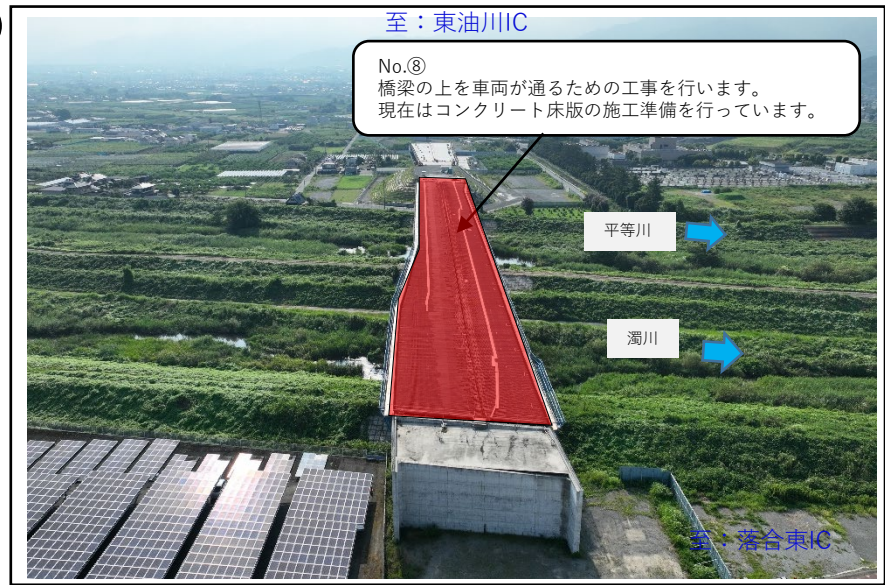 至：東油川IC
No.⑧
橋梁の上を車両が通るための工事を行います。
現在はコンクリート床版の施工準備を行っています。
平等川
濁川
至：落合東IC